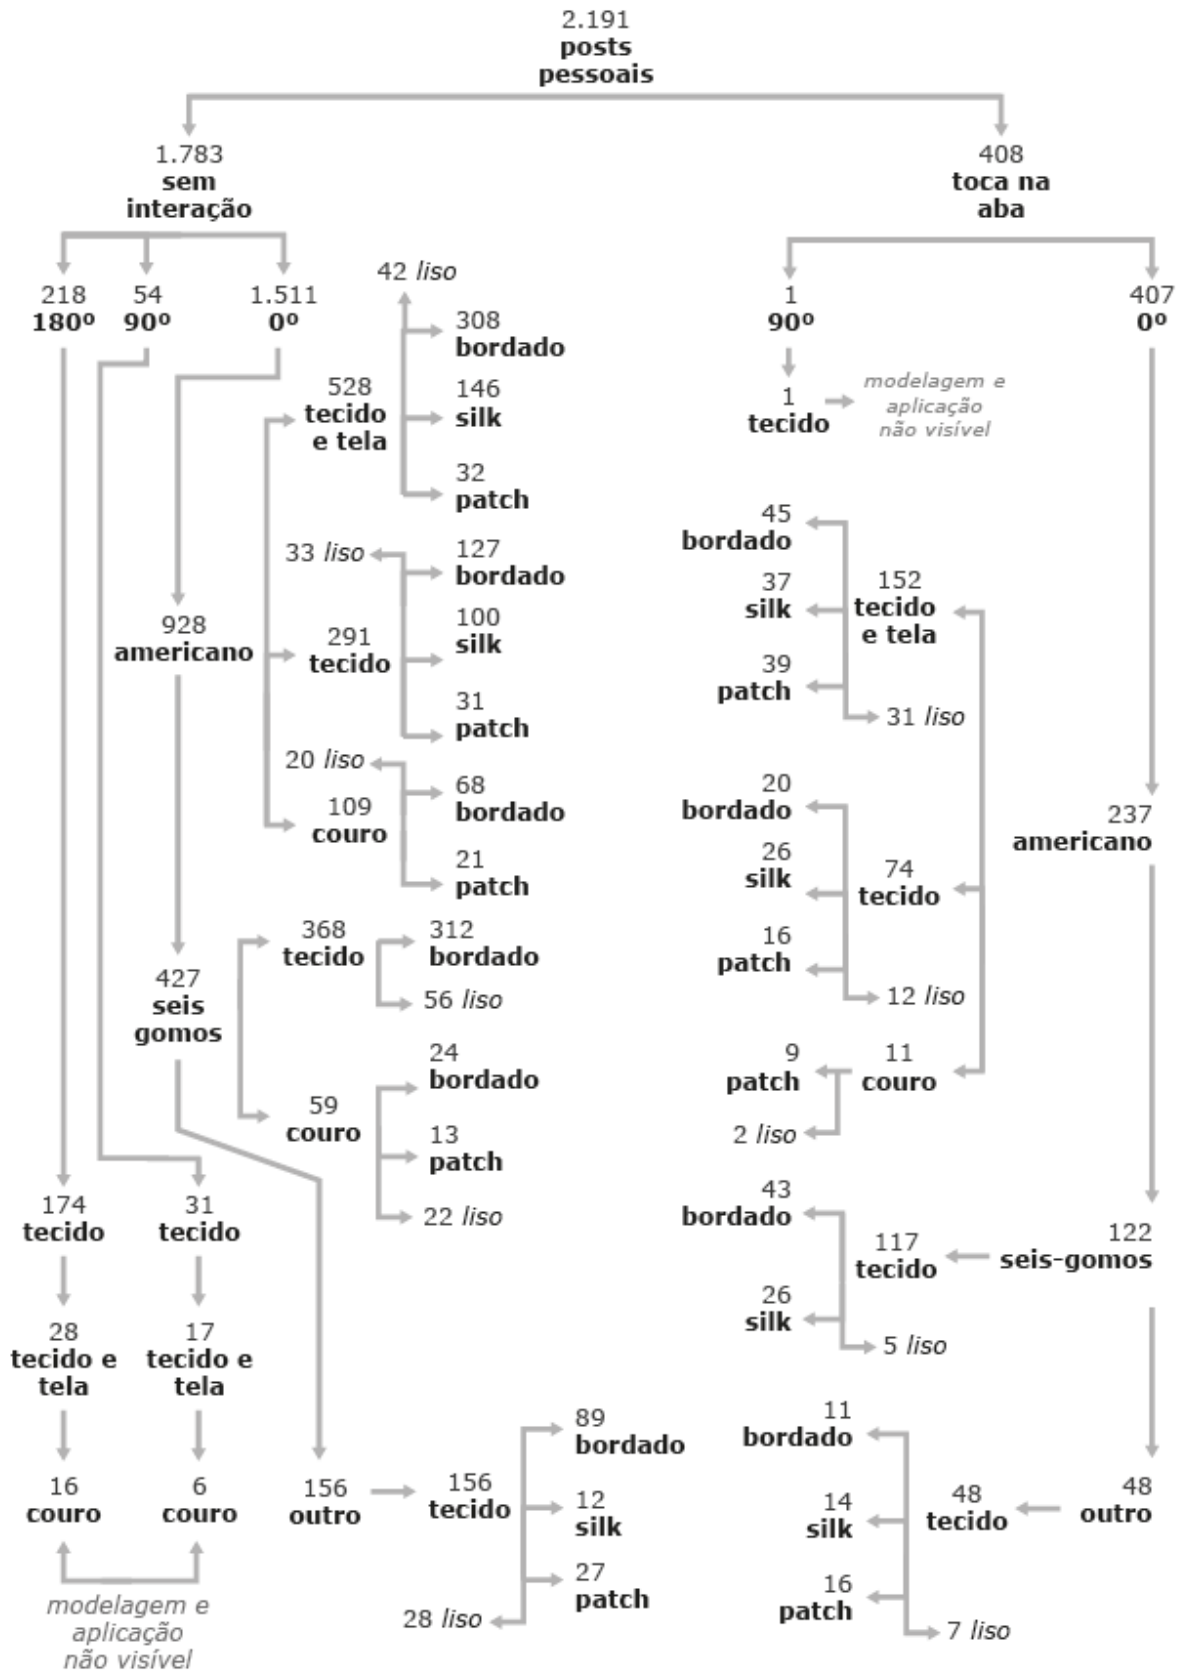 2.191
posts
pessoais
1.783
sem
interação
408
toca na
aba
218
180º
54
90º
1.511
0º
1
90º
407
0º
42 liso
308
bordado
528
tecido
e tela
146
silk
32
patch
1
tecido
modelagem e
aplicação
não visível
33 liso
127
bordado
928
americano
291
tecido
100
silk
31
patch
20 liso
68
bordado
109
couro
21
patch
45
bordado
37
silk
152
tecido
e tela
39
patch
31 liso
20
bordado
237
americano
26
silk
74
tecido
16
patch
12 liso
427
seis
gomos
368
tecido
312
bordado
56 liso
24
bordado
59
couro
13
patch
22 liso
9
patch
11
couro
2 liso
43
bordado
117
tecido
122
seis-gomos
26
silk
5 liso
174
tecido
31
tecido
28
tecido e
tela
17
tecido e
tela
16
couro
6
couro
156
outro
156
tecido
89
bordado
12
silk
27
patch
28 liso
11
bordado
14
silk
48
tecido
48
outro
16
patch
7 liso
modelagem e
aplicação
não visível